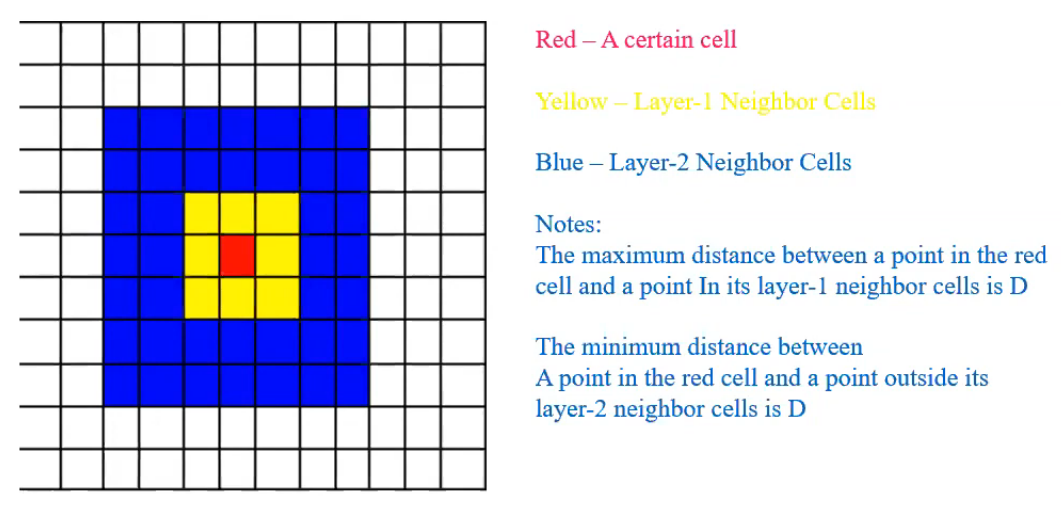 Red – A certain cell
Yellow – Layer-1 Neighbor Cells
Blue – Layer-2 Neighbor Cells
Notes:
The maximum distance between a point in the red
cell and a point In its layer-1 neighbor cells is D
The minimum distance between
A point in the red cell and a point outside its
layer-2 neighbor cells is D